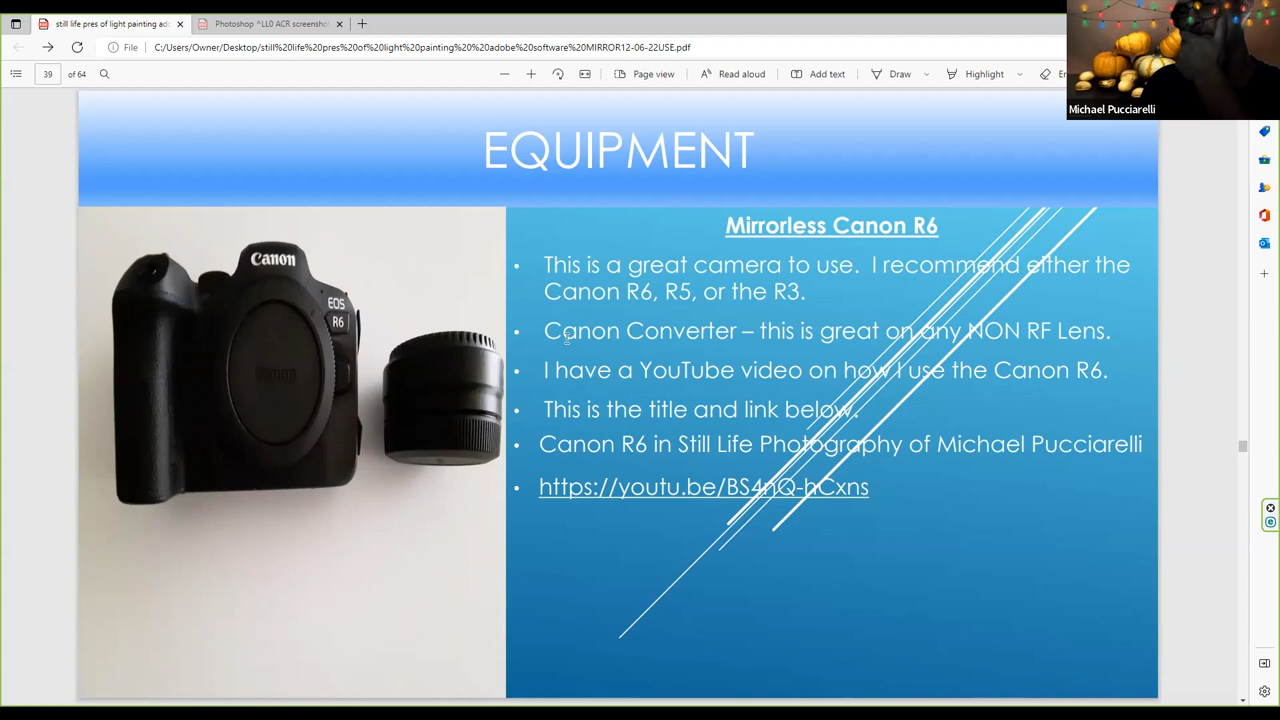 still life pres of light painting ado
Photoshop ^LL0 ACR screenshot
File
C:/Users/Owner/Desktop/still%20life%20pres%20of%20light%20painting%20%20adobe%20software%20MIRROR12-06-22USE.pdf
39 of 64
Page view
Read aloud
Add text
Draw
Highlight
Michael Pucciarelli
EQUIPMENT
Canon
EOS
R6
Mirrorless Canon R6
• This is a great camera to use. I recommend either the
Canon R6, R5, or the R3.
• Canon Converter – this is great on any NON RF Lens.
• I have a YouTube video on how I use the Canon R6.
• This is the title and link below.
• Canon R6 in Still Life Photography of Michael Pucciarelli
• https://youtu.be/BS4nQ-hCxns